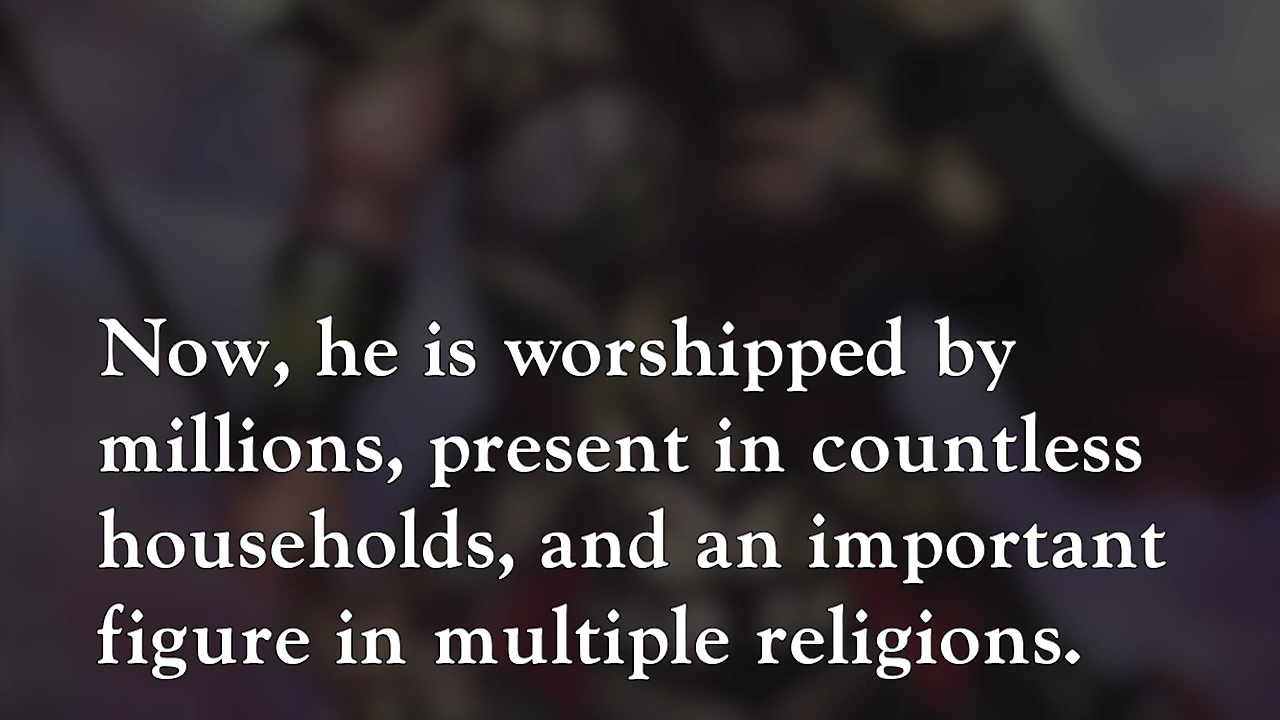 Now, he is worshipped by
millions, present in countless
households, and an important
figure in multiple religions.